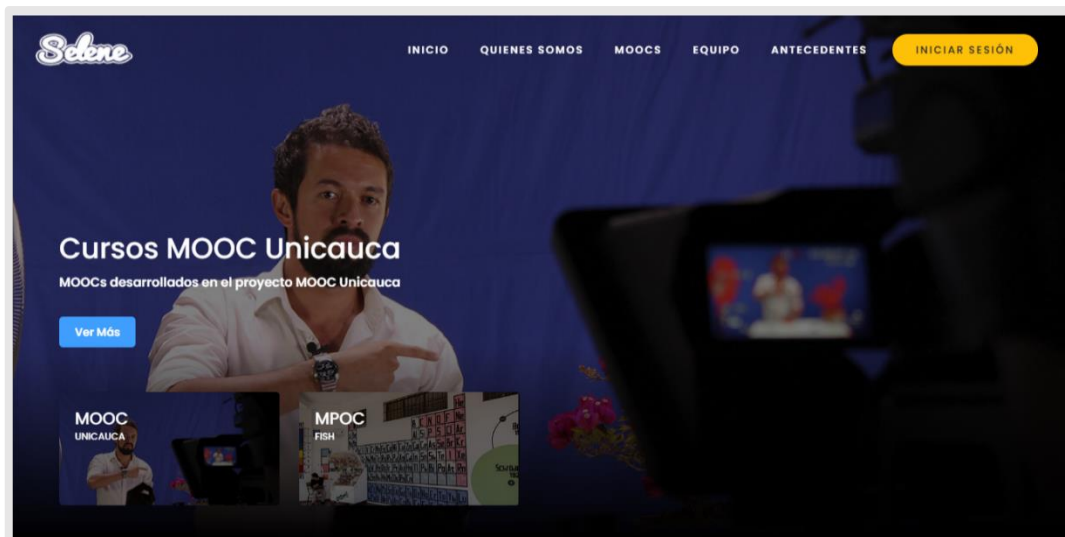 Selene
INICIO QUIENES SOMOS MOOCS EQUIPO ANTECEDENTES INICIAR SESIÓN
Cursos MOOC Unicauca
MOOCs desarrollados en el proyecto MOOC Unicauca
Ver Más
MOOC
UNICAUCA
MPOC
FISH